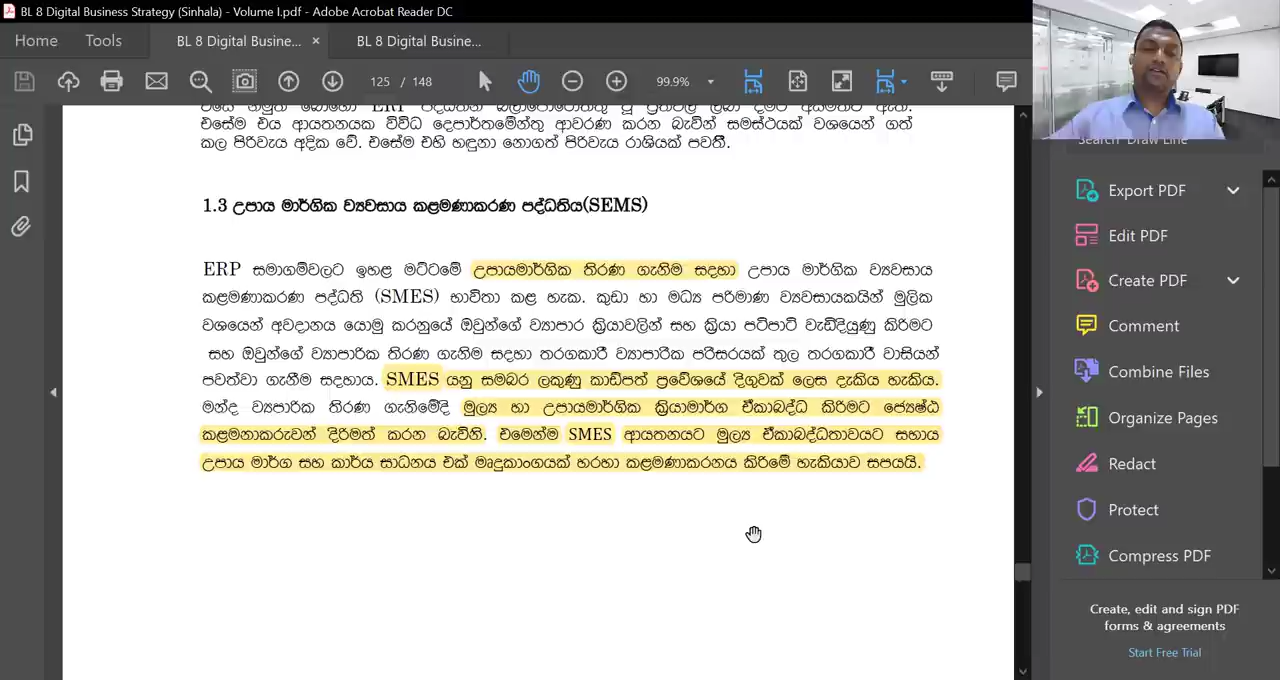 BL 8 Digital Business Strategy (Sinhala) - Volume I.pdf - Adobe Acrobat Reader DC
Home Tools BL 8 Digital Busine... × BL 8 Digital Busine...
125 / 148 99.9%
එසේම එය ආයතනයක විවිධ දෙපාර්තමේන්තු ආවරණ කරන බැවින් සමස්ථයක් වශයෙන් ගත්
කල පිරිවැය අදික වේ. එසේම එහි හඳුනා නොගත් පිරිවැය රාශියක් පවතී.
1.3 උපාය මාර්ගික ව්‍යවසාය කළමණාකරණ පද්ධතිය(SEMS)
ERP සමාගම්වලට ඉහළ මට්ටමේ උපායමාර්ගික තිරණ ගැනිම සදහා උපාය මාර්ගික ව්‍යවසාය
කළමණාකරණ පද්ධති (SMES) භාවිතා කළ හැක. කුඩා හා මධ්‍ය පරිමාණ ව්‍යවසායකයින් මුලික
වශයෙන් අවදානය යොමු කරනුයේ ඔවුන්ගේ ව්‍යාපාර ක්‍රියාවලින් සහ ක්‍රියා පටිපාටි වැඩිදියුණු කිරිමට
සහ ඔවුන්ගේ ව්‍යාපාරික තිරණ ගැනිම සදහා තරගකාරී ව්‍යාපාරික පරිසරයක් තුල තරගකාරී වාසියන්
පවත්වා ගැනීම සදහාය. SMES යනු සමබර ලකුණු කාඩ්පත් ප්‍රවේශයේ දිගුවක් ලෙස දැකිය හැකිය.
මන්ද ව්‍යපාරික තිරණ ගැනිමේදි මුල්‍ය හා උපායමාර්ගික ක්‍රියාමාර්ග ඒකාබද්ධ කිරිමට ජ්‍යෙෂ්ඨ
කළමනාකරුවන් දිරිමත් කරන බැවිනි. එමෙන්ම SMES ආයතනයට මුල්‍ය ඒකාබද්ධතාවයට සහාය
උපාය මාර්ග සහ කාර්ය සාධනය එක් මෘදුකාංගයක් හරහා කළමණාකරනය කිරිමේ හැකියාව සපයයි.
Export PDF
Edit PDF
Create PDF
Comment
Combine Files
Organize Pages
Redact
Protect
Compress PDF
Create, edit and sign PDF
forms & agreements
Start Free Trial